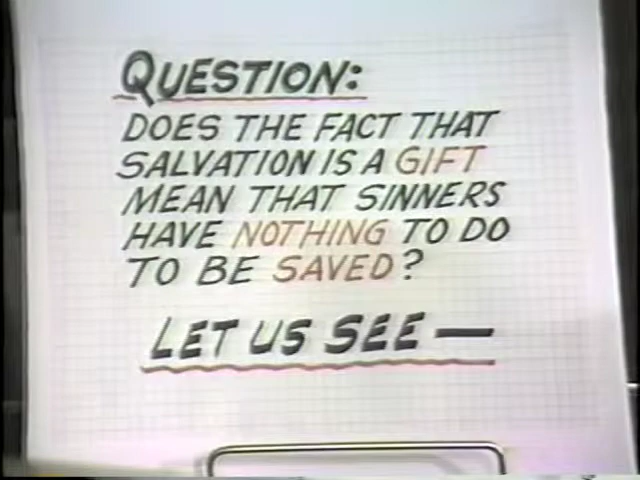 QUESTION:
DOES THE FACT THAT
SALVATION IS A GIFT
MEAN THAT SINNERS
HAVE NOTHING TO DO
TO BE SAVED?
LET US SEE—